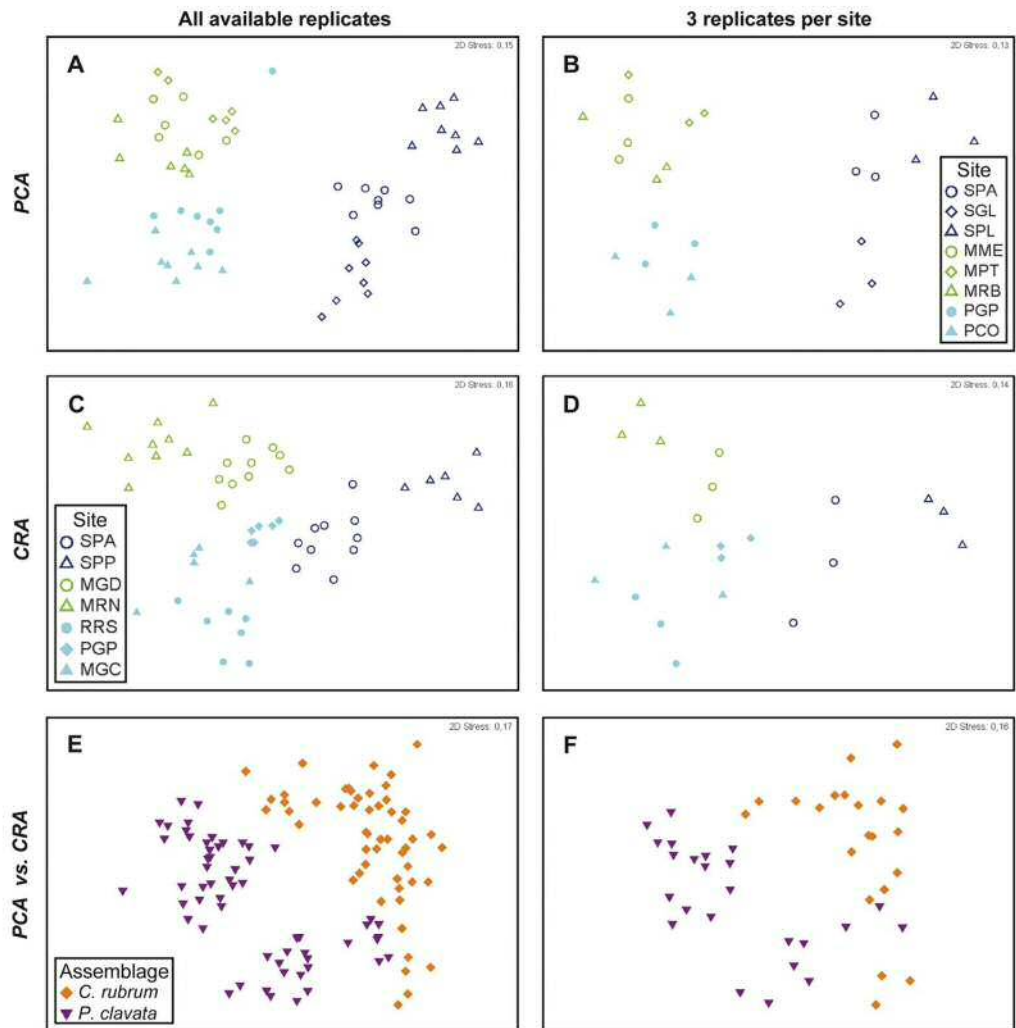 All available replicates
3 replicates per site
PCA
A
2D Stress: 0,15
B
2D Stress: 0,13
Site
SPA
SGL
SPL
MME
MPT
MRB
PGP
PCO
CRA
C
2D Stress: 0,16
Site
SPA
SPP
MGD
MRN
RRS
PGP
MGC
D
2D Stress: 0,14
PCA vs. CRA
E
2D Stress: 0,17
Assemblage
C. rubrum
P. clavata
F
2D Stress: 0,16